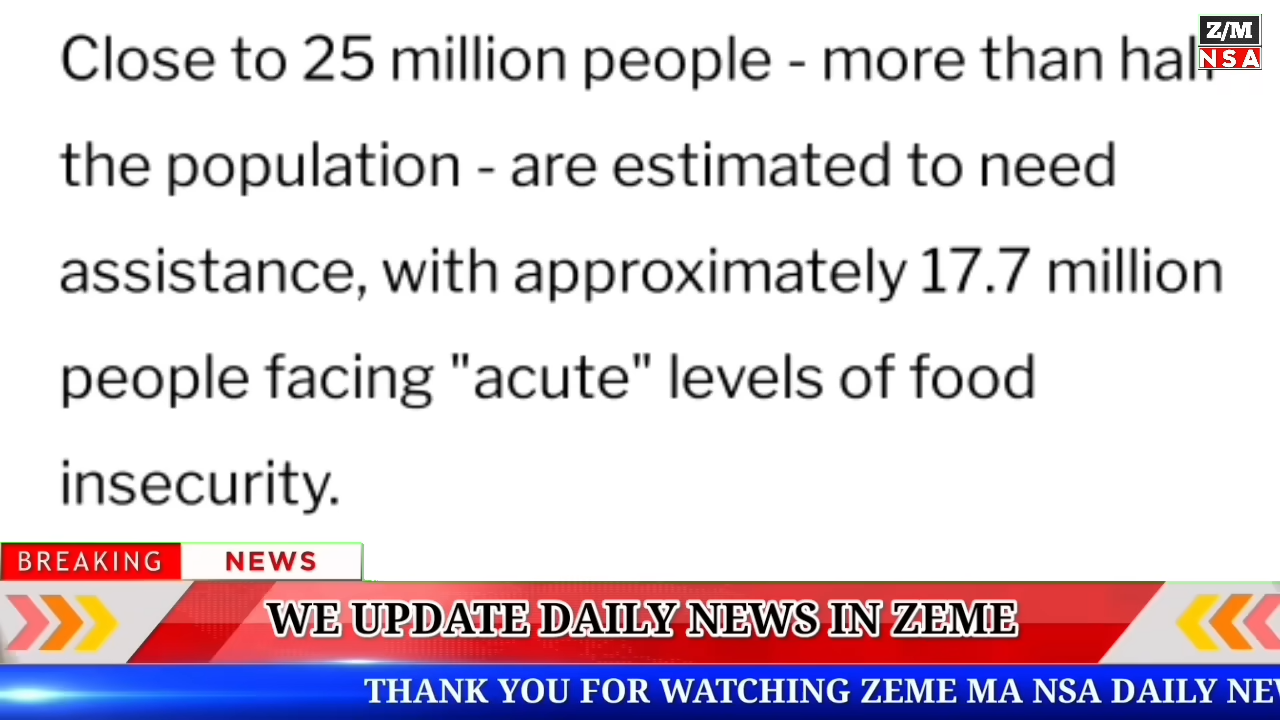 Close to 25 million people - more than half
the population - are estimated to need
assistance, with approximately 17.7 million
people facing "acute" levels of food
insecurity.
Z/M
NSA
BREAKING NEWS
WE UPDATE DAILY NEWS IN ZEME
THANK YOU FOR WATCHING ZEME MA NSA DAILY NEW